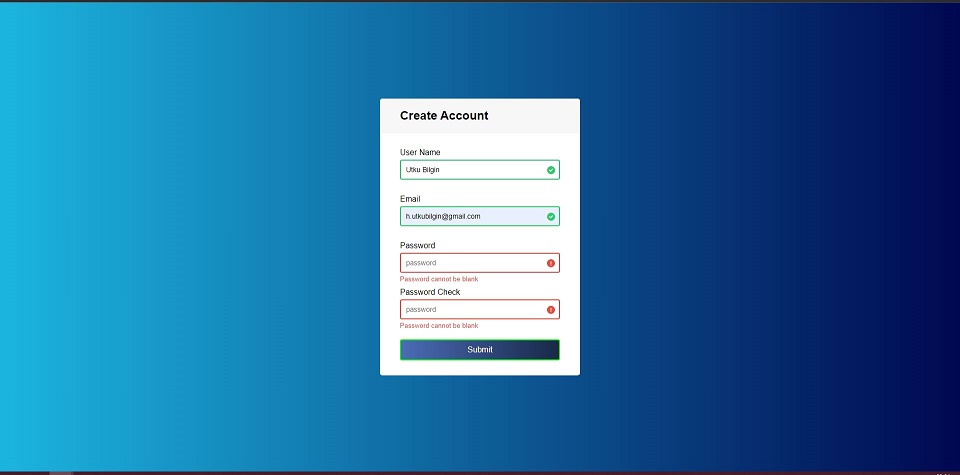 Create Account
User Name
Utku Bilgin
Email
h.utkubilgin@gmail.com
Password
password
Password cannot be blank
Password Check
password
Password cannot be blank
Submit